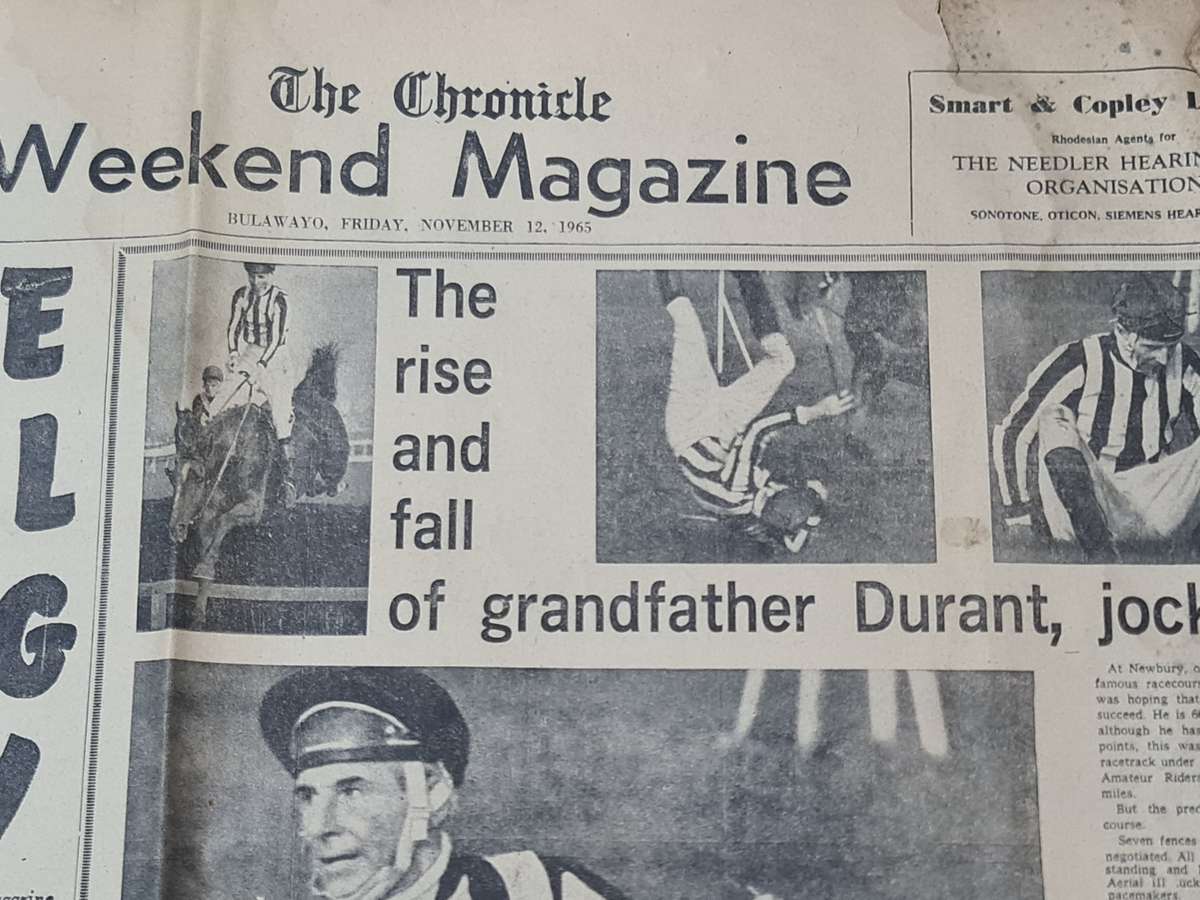 The Chronicle
Weekend Magazine
BULAWAYO, FRIDAY, NOVEMBER 12, 1965
Smart & Copley L
Rhodesian Agents for
THE NEEDLER HEARIN
ORGANISATION
SONOTONE, OTICON, SIEMENS HEAR
E
L
G
The
rise
and
fall
of grandfather Durant, jock
At Newbury, o
famous racecours
was hoping that
succeed. He is 6
although he has
points, this was
racetrack under
Amateur Riders
miles.
But the prec
course.
Seven fences
negotiated. All
standing and
Aerial III
pacemakers.